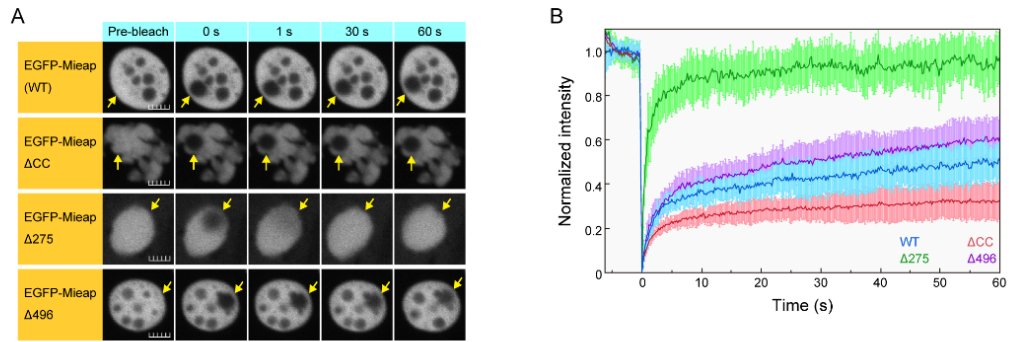 A
Pre-bleach 0 s 1 s 30 s 60 s
EGFP-Mieap
(WT)
EGFP-Mieap
ΔCC
EGFP-Mieap
Δ275
EGFP-Mieap
Δ496
B
Normalized intensity
1.0
0.8
0.6
0.4
0.2
0
WT ΔCC
Δ275 Δ496
-10 0 10 20 30 40 50 60
Time (s)